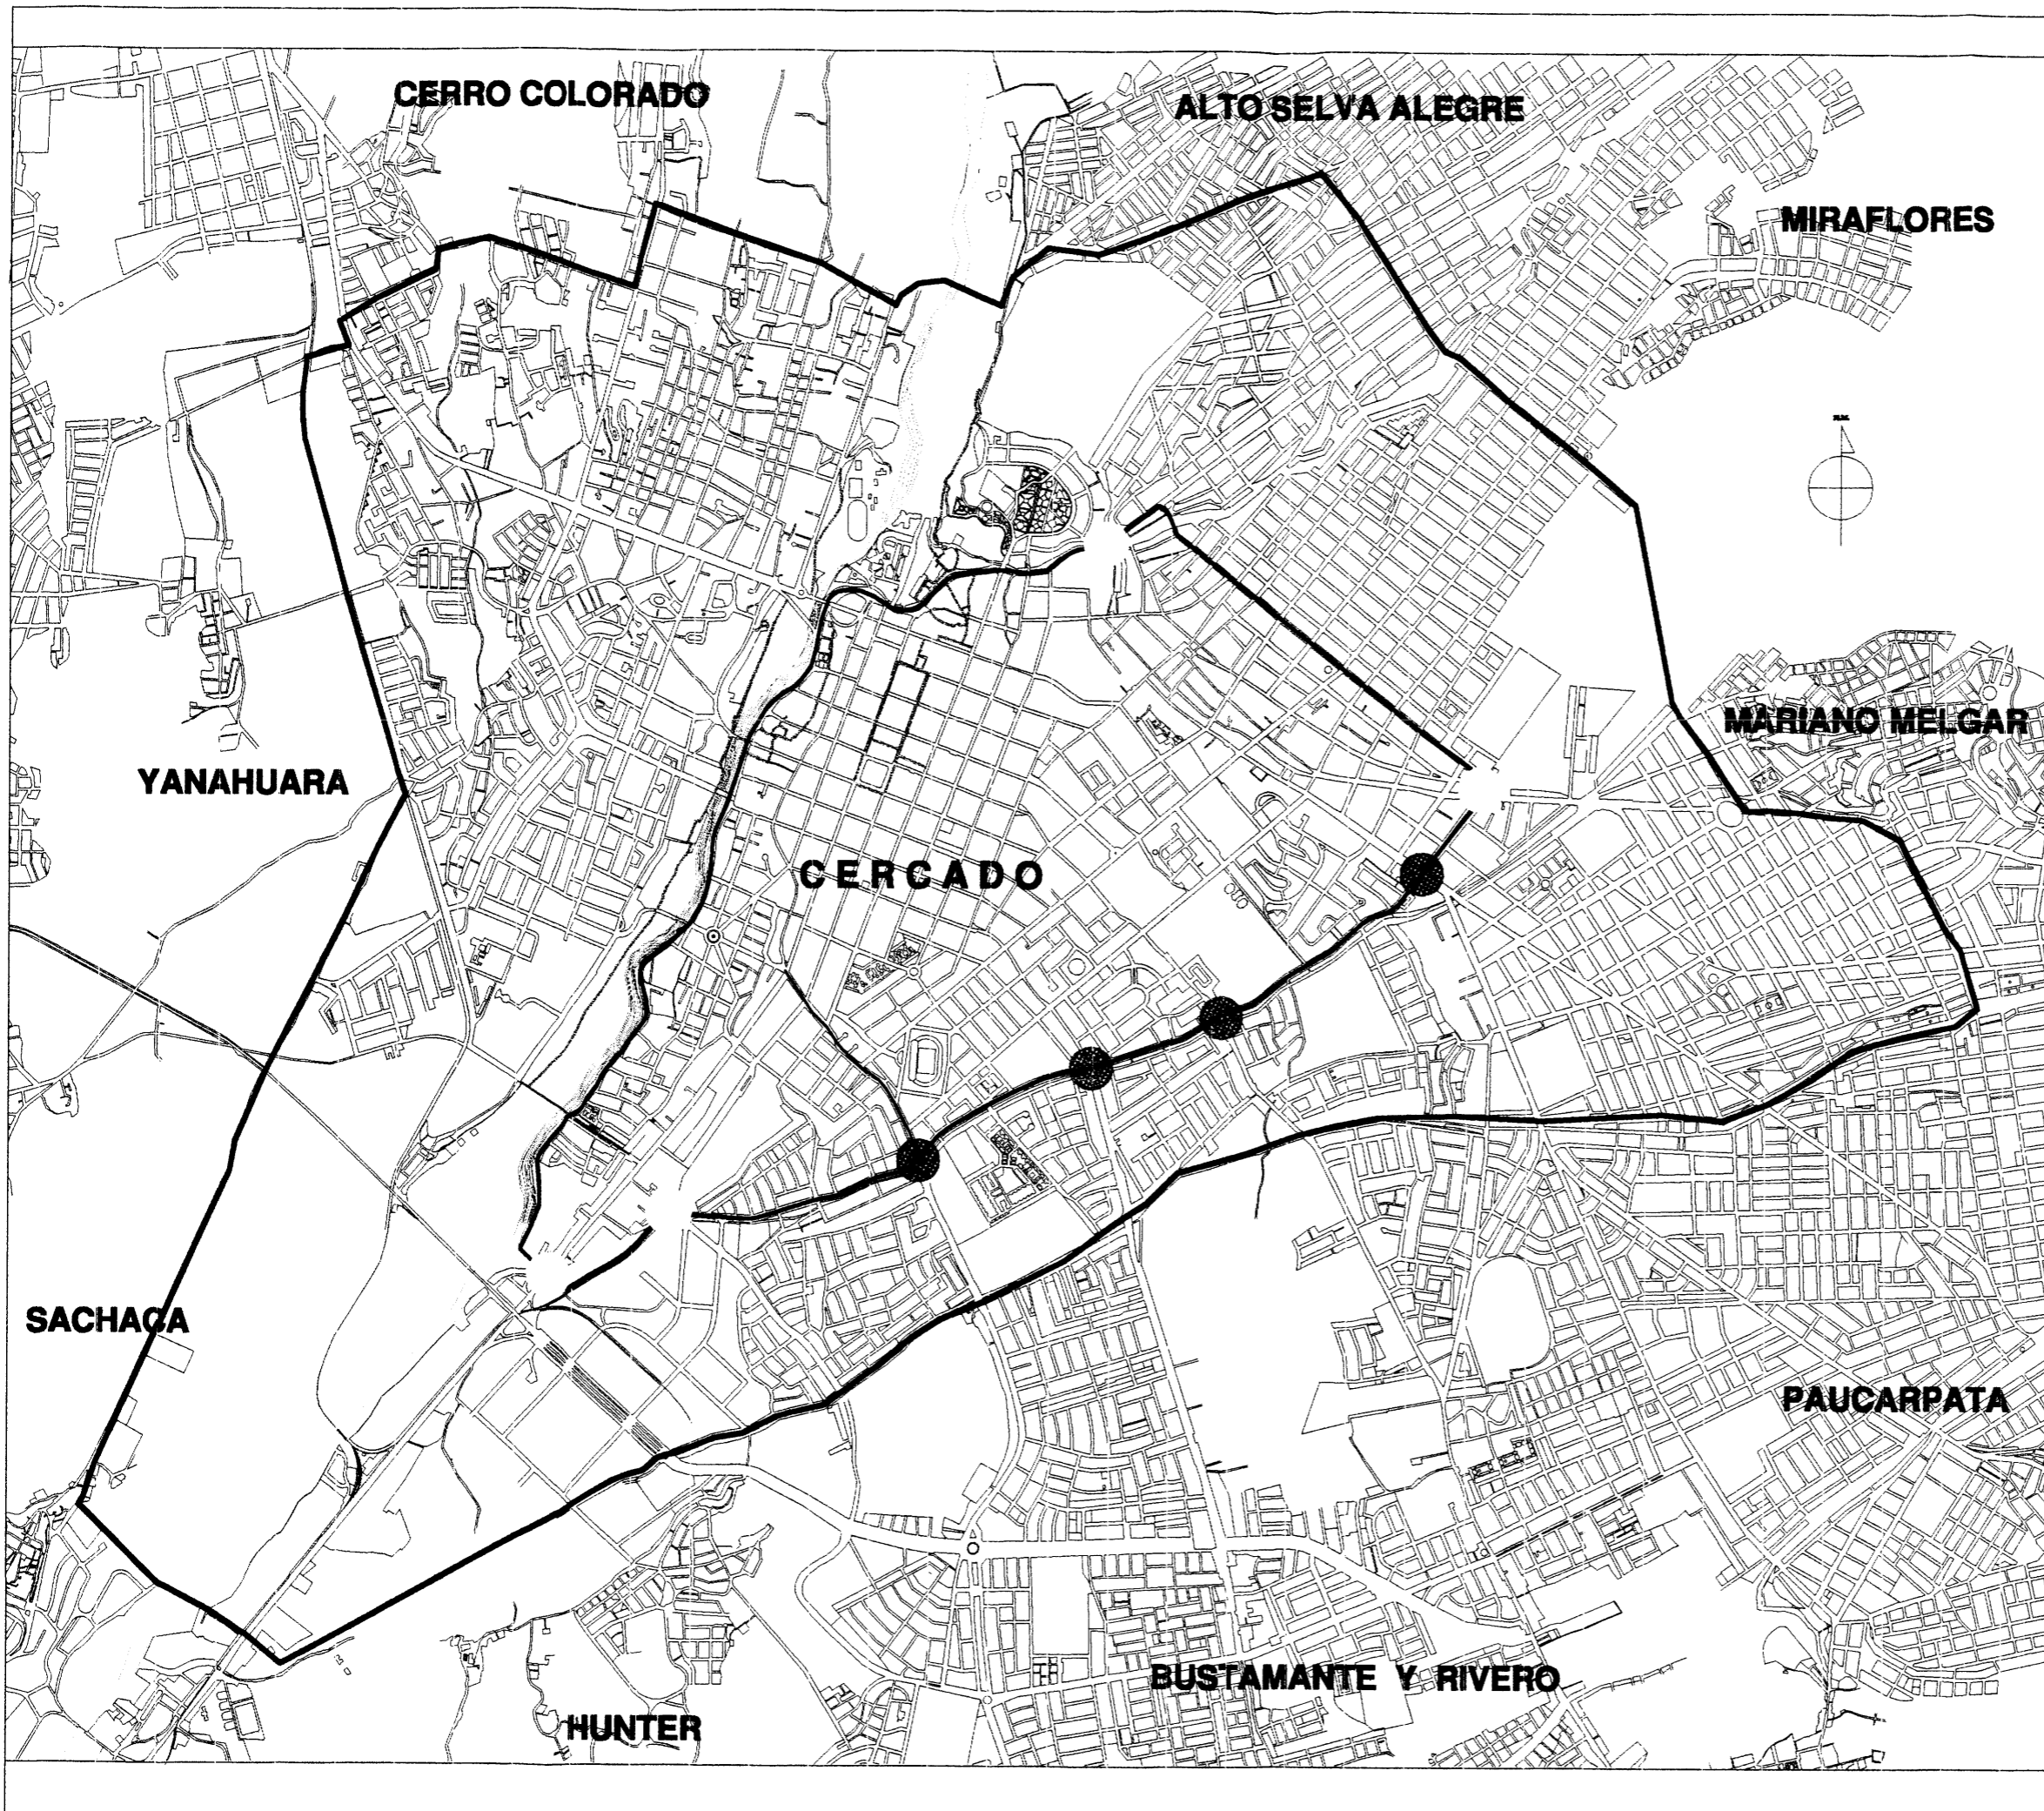 CERRO COLORADO
ALTO SELVA ALEGRE
MIRAFLORES
MARIANO MELGAR
YANAHUARA
CERCADO
SACHACA
PAUCARPATA
BUSTAMANTE Y RIVERO
HUNTER